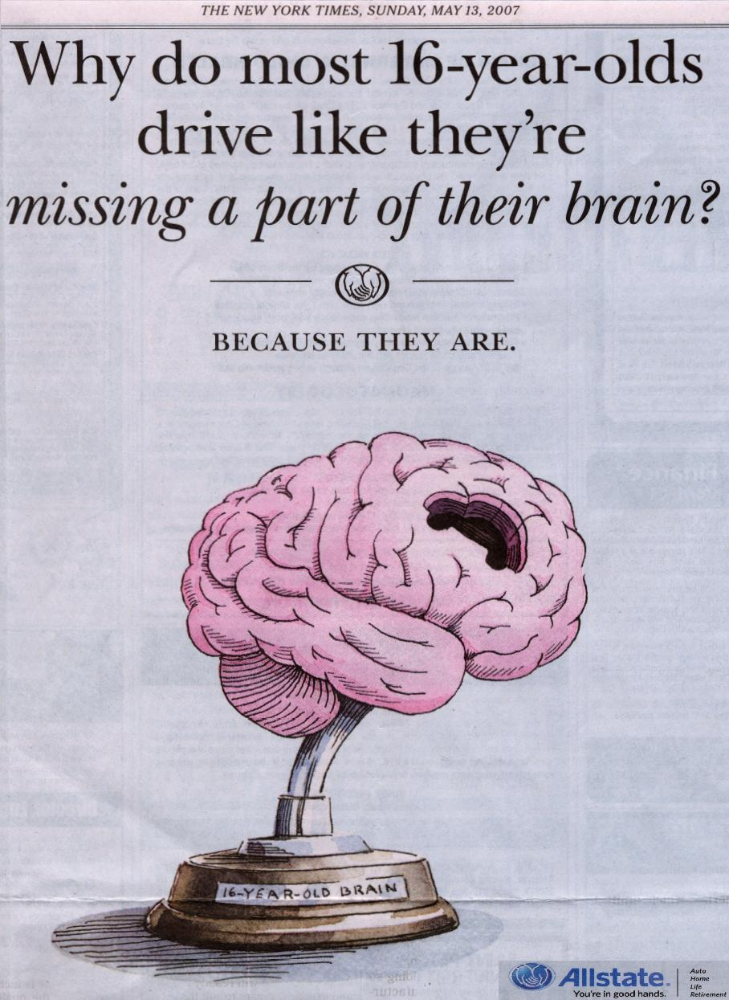 THE NEW YORK TIMES, SUNDAY, MAY 13, 2007
Why do most 16-year-olds
drive like they're
missing a part of their brain?
BECAUSE THEY ARE.
16-YEAR-OLD BRAIN
Allstate.
You're in good hands.
Auto
Home
Life
Retirement